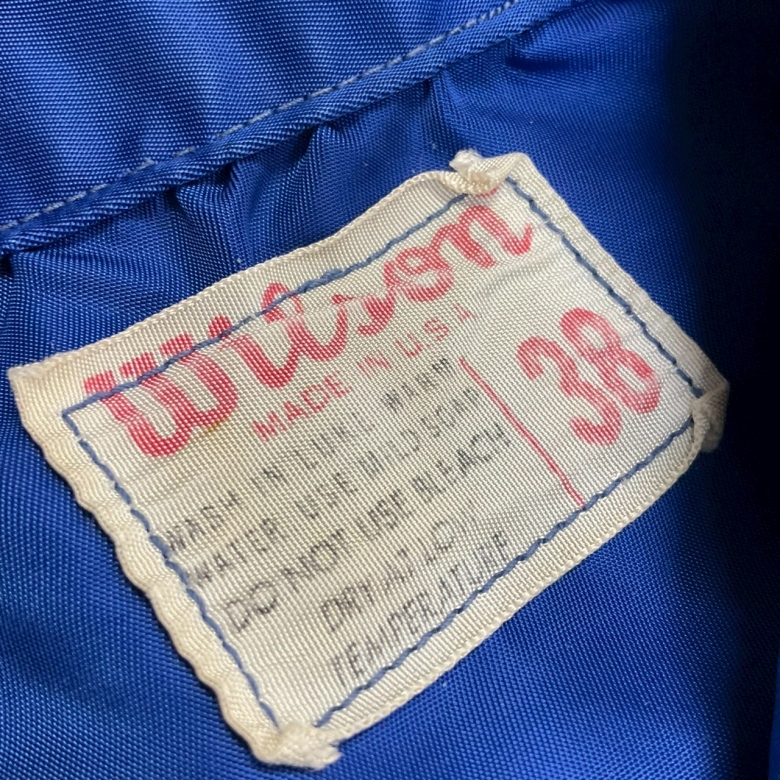 Wilson
MADE IN USA
38
WASH IN LUKE WARM
WATER USE MILD SOAP
DO NOT USE BLEACH
DRY AT LOW
TEMPERATURE